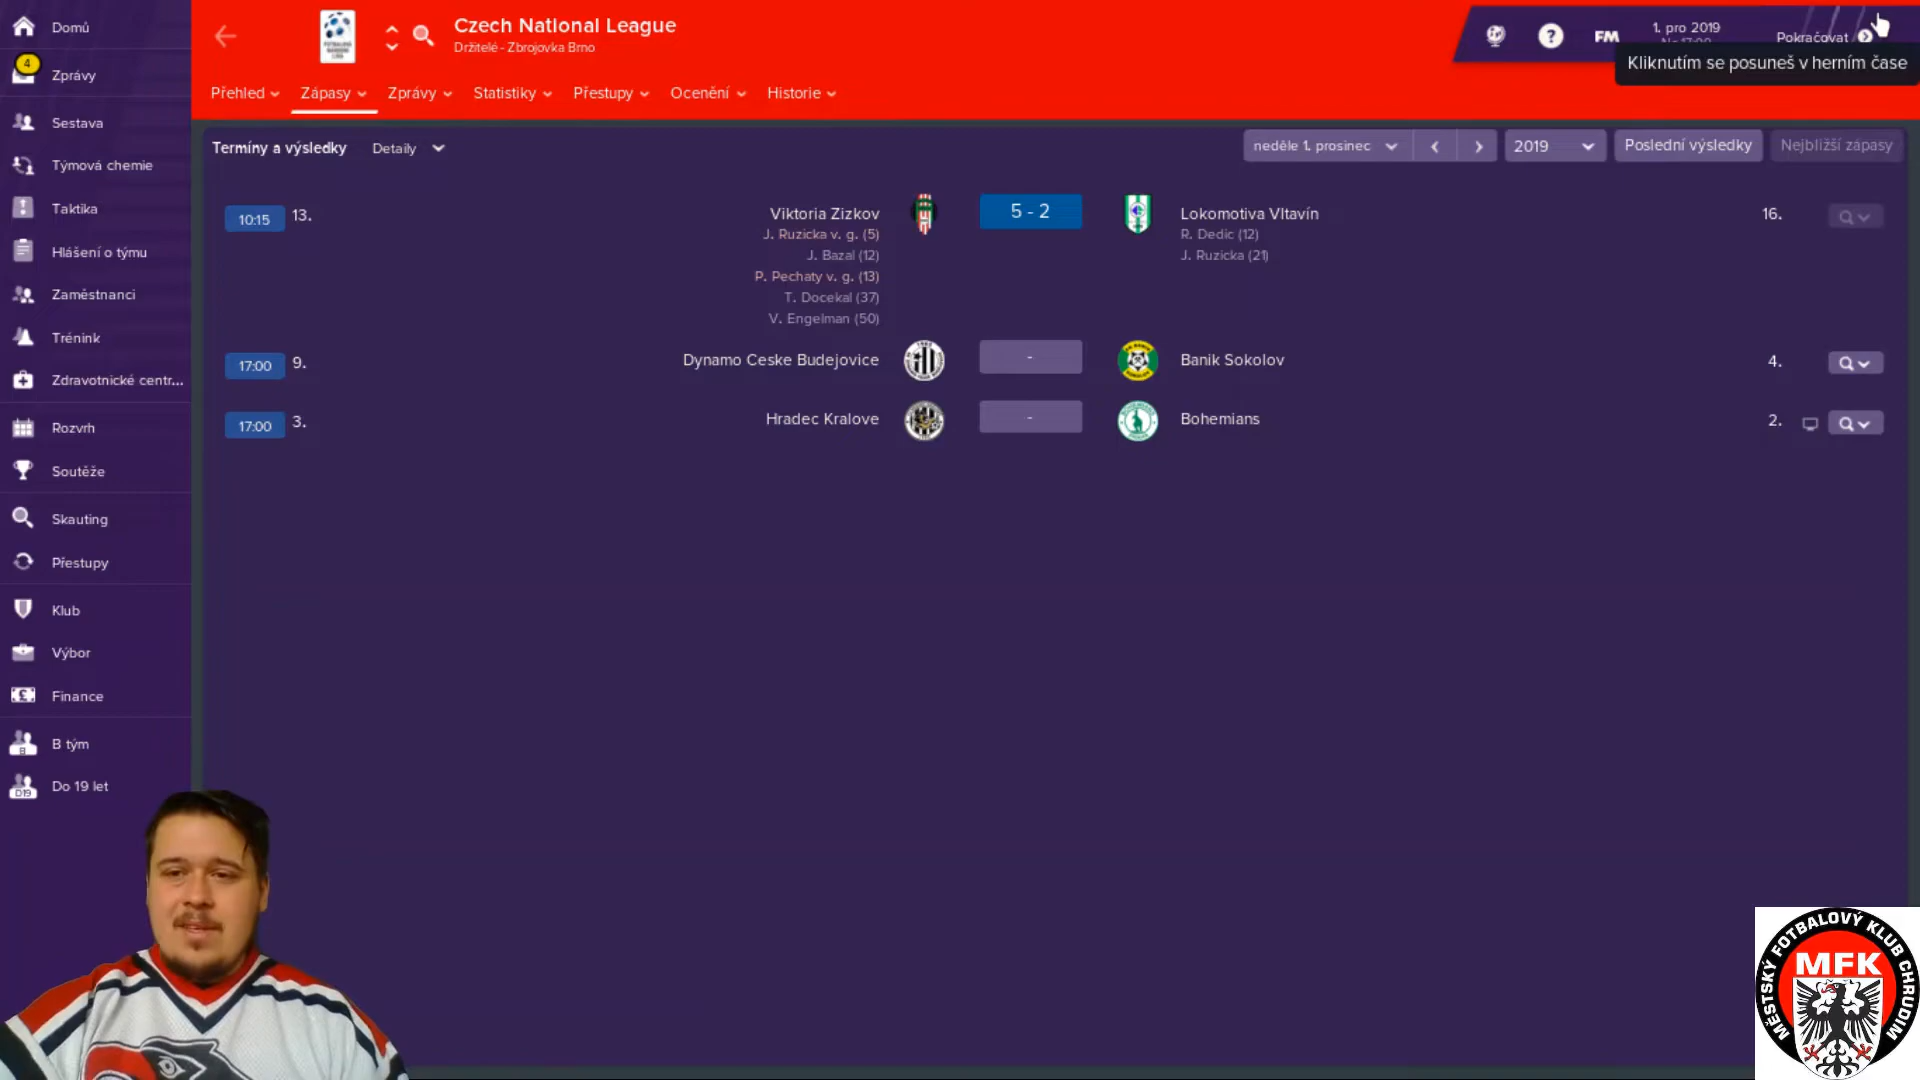 Domů
4
Zprávy
Sestava
Týmová chemie
Taktika
Hlášení o týmu
Zaměstnanci
Trénink
Zdravotnické centr...
Rozvrh
Soutěže
Skauting
Přestupy
Klub
Výbor
Finance
B
B tým
D19
Do 19 let
Czech National League
Držitelé - Zbrojovka Brno
FM
1. pro 2019
Pokračovat
Kliknutím se posuneš v herním čase
Přehled
Zápasy
Zprávy
Statistiky
Přestupy
Ocenění
Historie
Termíny a výsledky
Detaily
neděle 1. prosinec
2019
Poslední výsledky
Nejbližší zápasy
10:15 13. Viktoria Zizkov 5 - 2 Lokomotiva Vltavín 16.
J. Ruzicka v. g. (5) R. Dedic (12)
J. Bazal (12) J. Ruzicka (21)
P. Pechaty v. g. (13)
T. Docekal (37)
V. Engelman (50)
17:00 9. Dynamo Ceske Budejovice - Banik Sokolov 4.
17:00 3. Hradec Kralove - Bohemians 2.
MĚSTSKÝ FOTBALOVÝ KLUB CHRUDIM
MFK